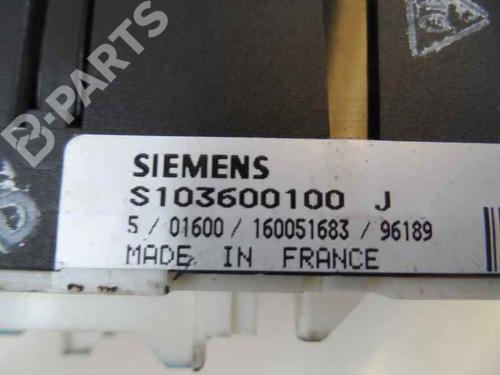 B-PARTS
SIEMENS
S103600100 J
5 / 01600 / 160051683 / 96189
MADE IN FRANCE